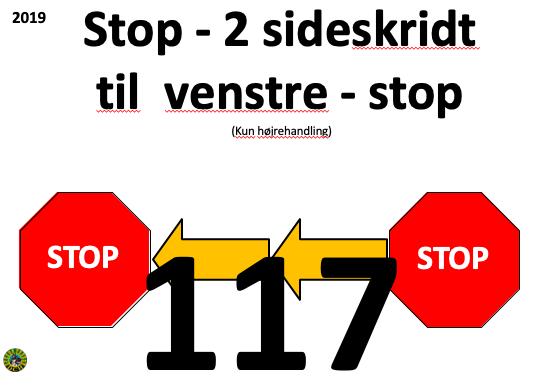 2019
Stop - 2 sideskridt
til venstre - stop
(Kun højrehandling)
STOP
STOP
117